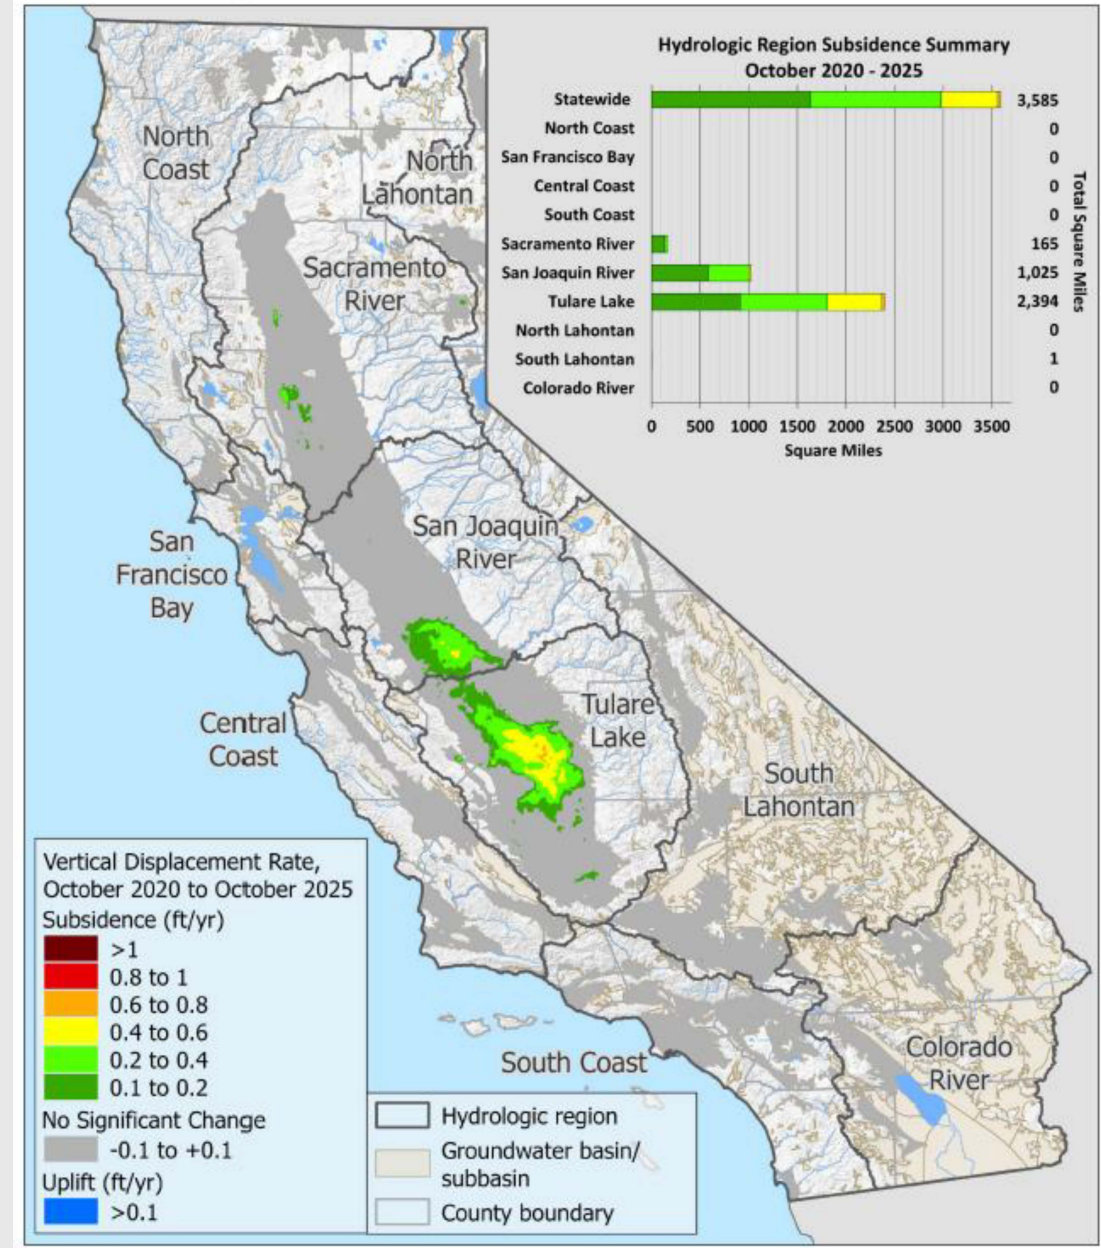 Hydrologic Region Subsidence Summary
October 2020 - 2025
Statewide 3,585
North Coast 0
San Francisco Bay 0
Central Coast 0
South Coast 0
Sacramento River 165
San Joaquin River 1,025
Tulare Lake 2,394
North Lahontan 0
South Lahontan 1
Colorado River 0
Total Square Miles
0 500 1000 1500 2000 2500 3000 3500
Square Miles
North
Coast
North
Lahontan
Sacramento
River
San Joaquin
River
San
Francisco
Bay
Tulare
Lake
Central
Coast
South
Lahontan
South Coast
Colorado
River
Vertical Displacement Rate,
October 2020 to October 2025
Subsidence (ft/yr)
>1
0.8 to 1
0.6 to 0.8
0.4 to 0.6
0.2 to 0.4
0.1 to 0.2
No Significant Change
-0.1 to +0.1
Uplift (ft/yr)
>0.1
Hydrologic region
Groundwater basin/
subbasin
County boundary